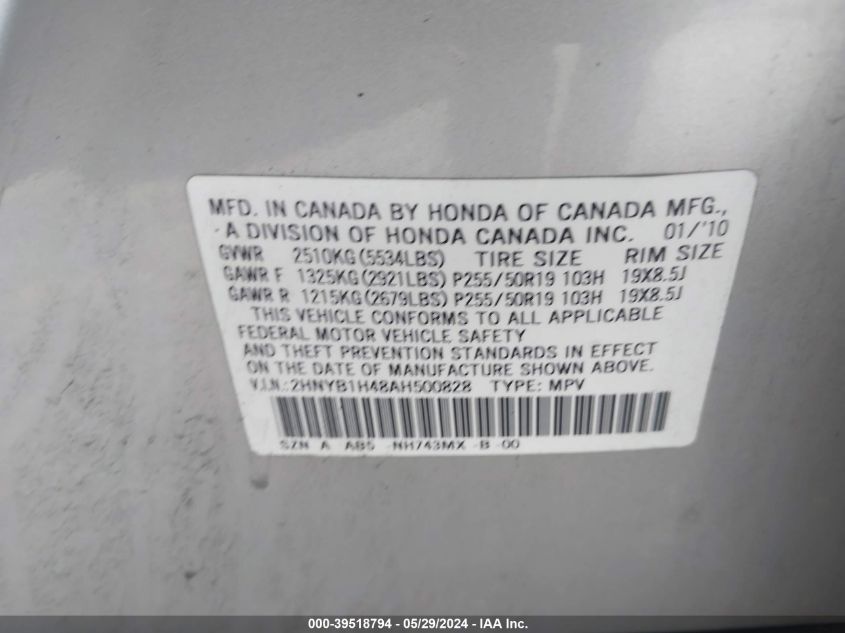 MFD. IN CANADA BY HONDA OF CANADA MFG.,
A DIVISION OF HONDA CANADA INC. 01/'10
GVWR 2510KG(5534LBS) TIRE SIZE RIM SIZE
GAWR F 1325KG(2921LBS) P255/50R19 103H 19X8.5J
GAWR R 1215KG(2679LBS) P255/50R19 103H 19X8.5J
THIS VEHICLE CONFORMS TO ALL APPLICABLE
FEDERAL MOTOR VEHICLE SAFETY
AND THEFT PREVENTION STANDARDS IN EFFECT
ON THE DATE OF MANUFACTURE SHOWN ABOVE.
V.I.N.:2HNYB1H48AH500828 TYPE: MPV
SZN A AB5 NH743MX -B -00
000-39518794 - 05/29/2024 - IAA Inc.